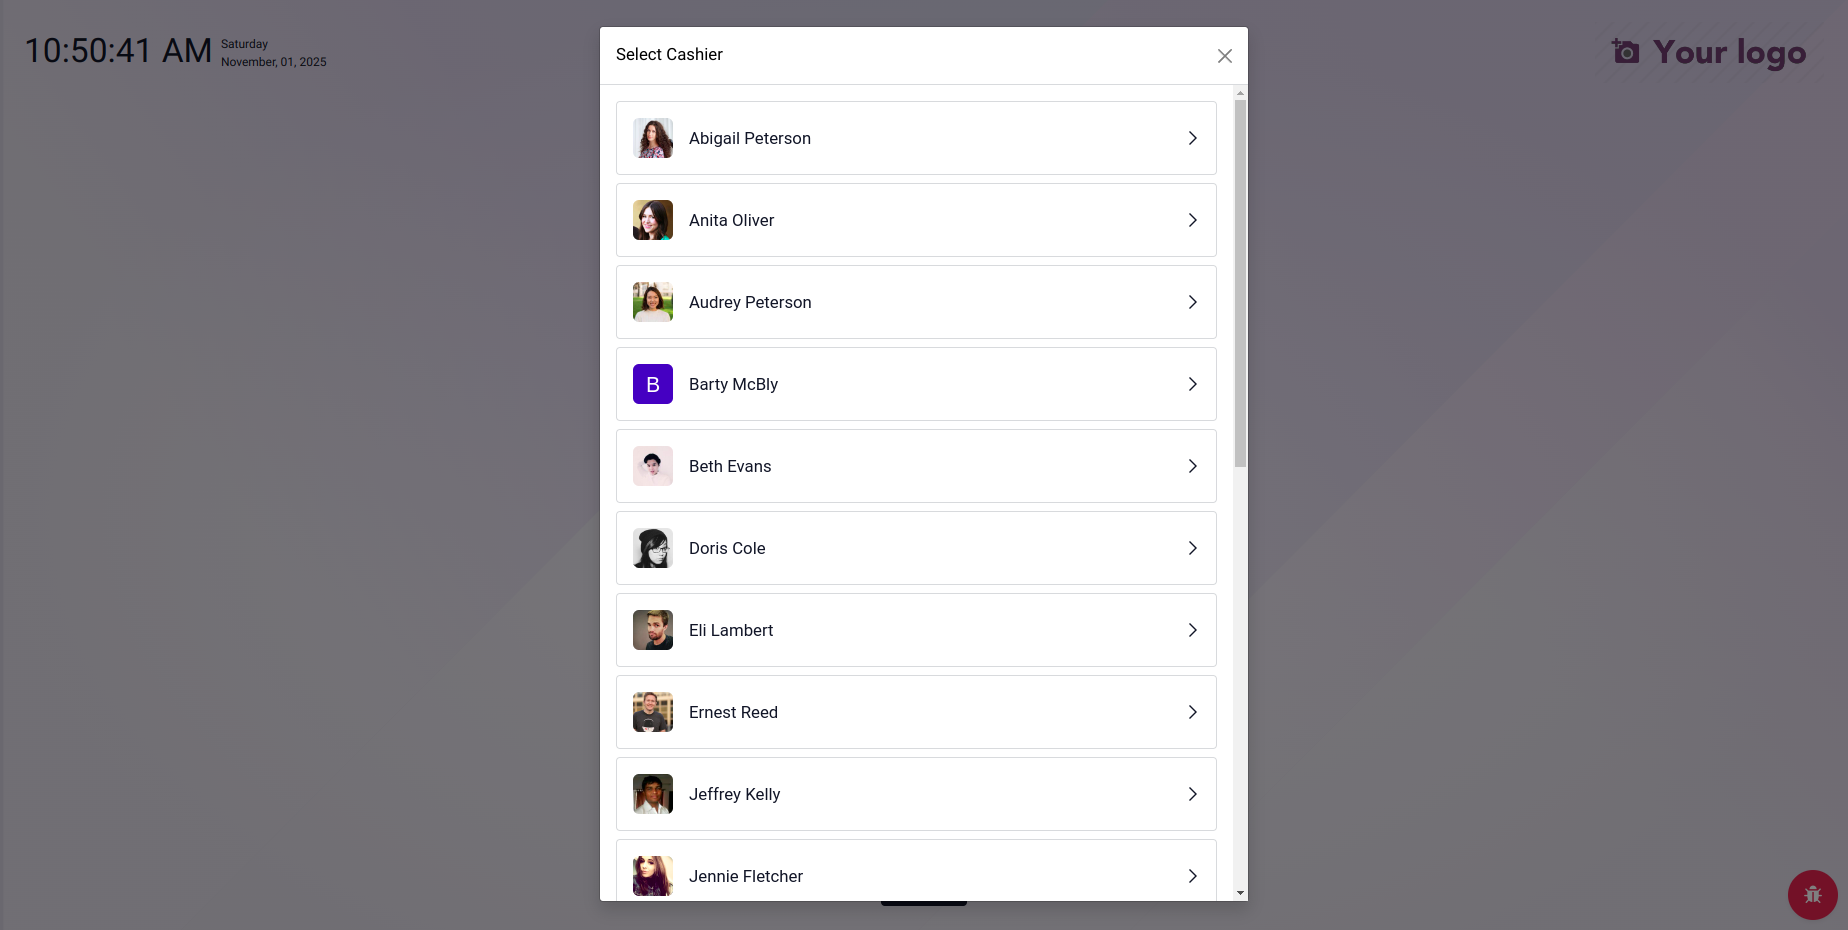 10:50:41 AM
Saturday
November, 01, 2025
Your logo
Select Cashier
Abigail Peterson
Anita Oliver
Audrey Peterson
B
Barty McBly
Beth Evans
Doris Cole
Eli Lambert
Ernest Reed
Jeffrey Kelly
Jennie Fletcher